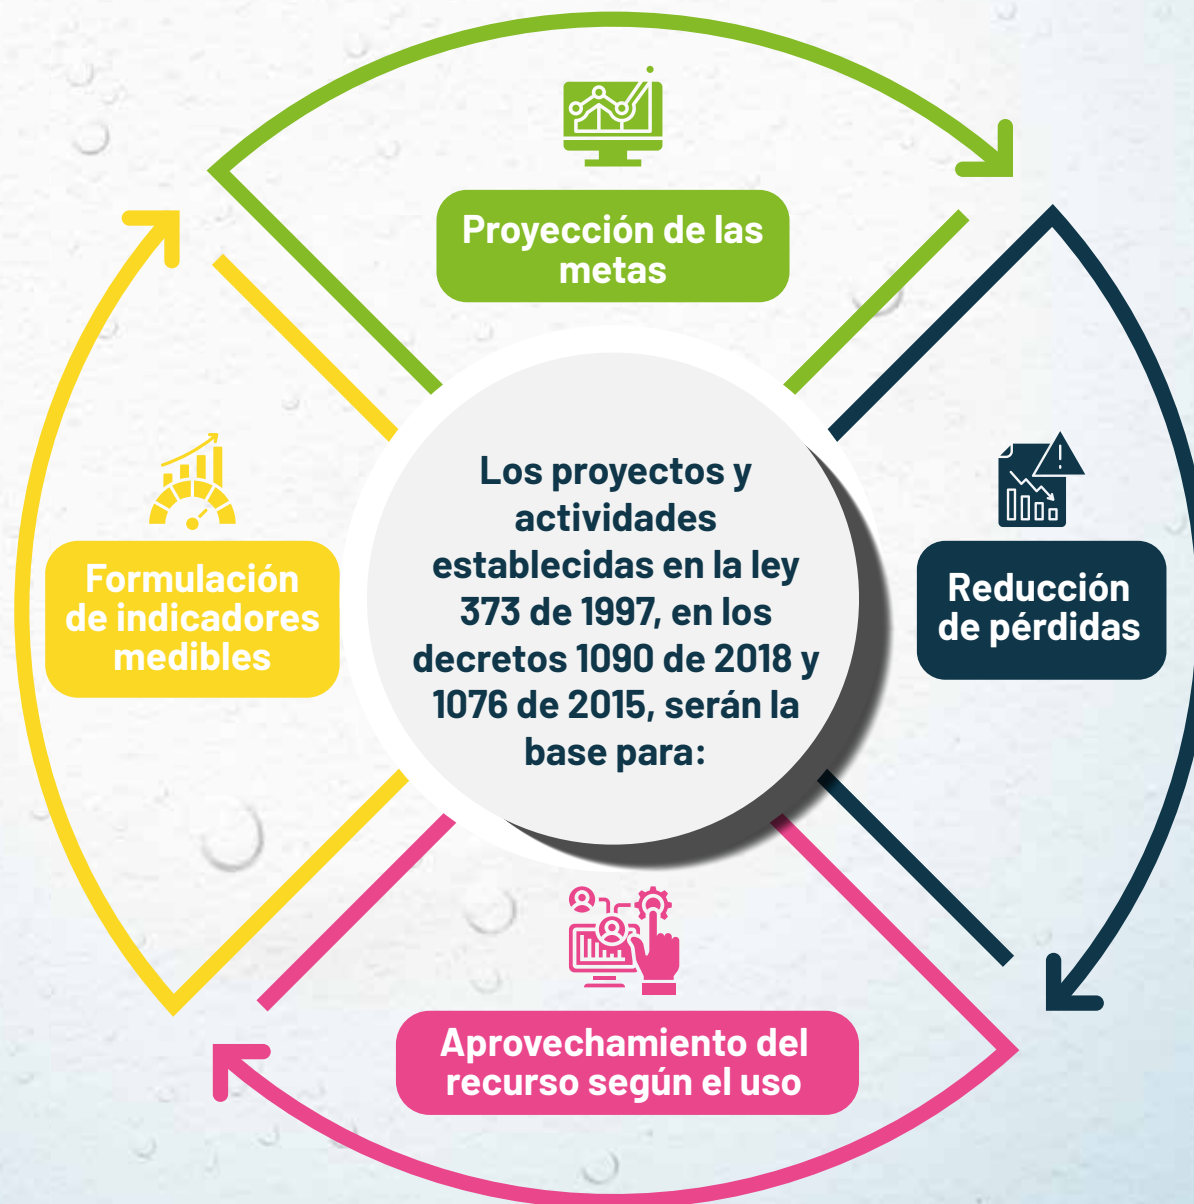 Proyección de las
metas
Los proyectos y
actividades
establecidas en la ley
373 de 1997, en los
decretos 1090 de 2018 y
1076 de 2015, serán la
base para:
Formulación
de indicadores
medibles
Reducción
de pérdidas
Aprovechamiento del
recurso según el uso